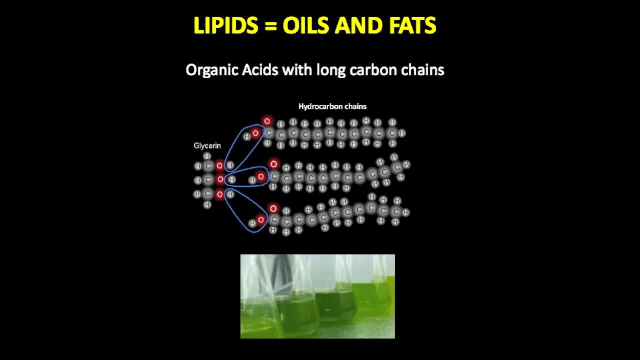 LIPIDS = OILS AND FATS
Organic Acids with long carbon chains
Hydrocarbon chains
Glycerin